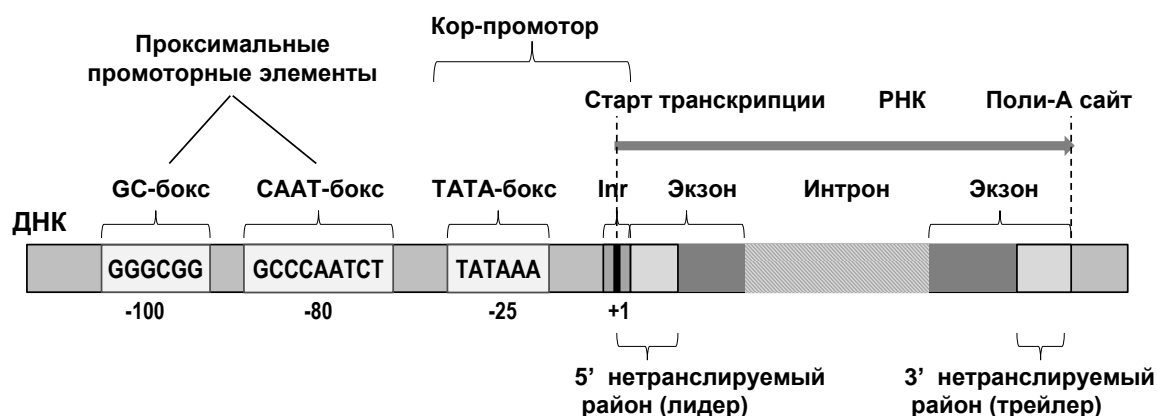 Кор-промотор
Проксимальные
промоторные элементы
Старт транскрипции РНК Поли-А сайт
GC-бокс CAAT-бокс TATA-бокс Inr Экзон Интрон Экзон
ДНК
GGGCGG GCCCAATCT TATAAA
-100 -80 -25 +1
5’ нетранслируемый
район (лидер)
3’ нетранслируемый
район (трейлер)